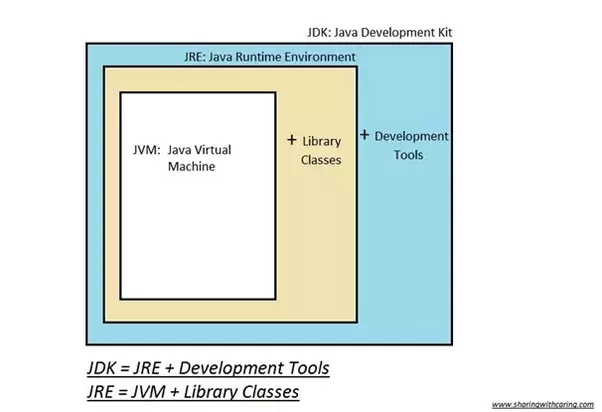 JDK: Java Development Kit
JRE: Java Runtime Environment
JVM: Java Virtual
Machine
+ Library
Classes
+ Development
Tools
JDK = JRE + Development Tools
JRE = JVM + Library Classes
www.sharingwithcaring.com